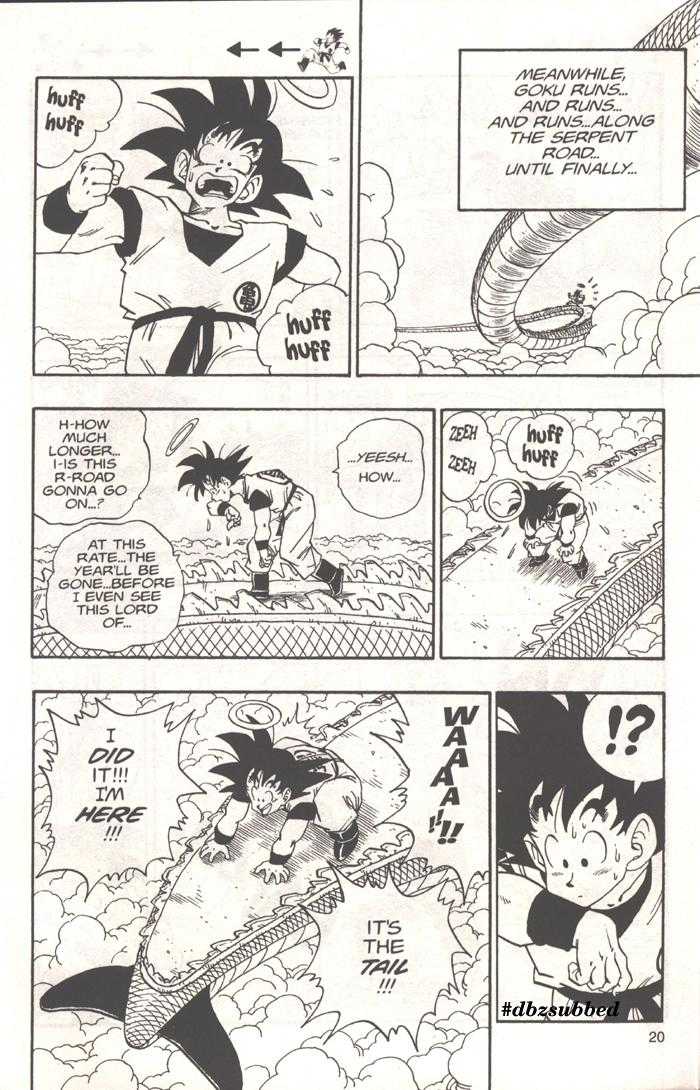 MEANWHILE,
GOKU RUNS...
AND RUNS...
AND RUNS...ALONG
THE SERPENT
ROAD...
UNTIL FINALLY...
huff
huff
huff
huff
huff
huff
ZEEH
ZEEH
...YEESH...
HOW...
H-HOW
MUCH
LONGER...
I-IS THIS
R-ROAD
GONNA GO
ON...?
AT THIS
RATE...THE
YEAR'LL BE
GONE...BEFORE
I EVEN SEE
THIS LORD
OF...
!?
WAAAA!!!!
I
DID
IT!!!
I'M
HERE
!!!
IT'S
THE
TAIL
!!!
#dbzsubbed
20